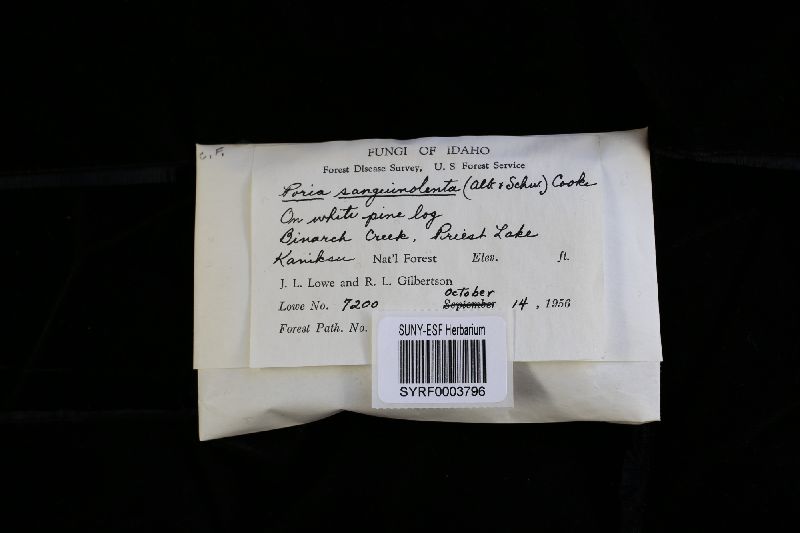 C. F.
FUNGI OF IDAHO
Forest Disease Survey, U. S Forest Service
Poria sanguinolenta (Alb & Schw.) Cooke
On white pine log
Binarch Creek, Priest Lake
Kaniksu Nat'l Forest Elev. ft.
J. L. Lowe and R. L. Gilbertson
October
Lowe No. 7200 September 14, 1956
Forest Path. No.
SUNY-ESF Herbarium
SYRF0003796